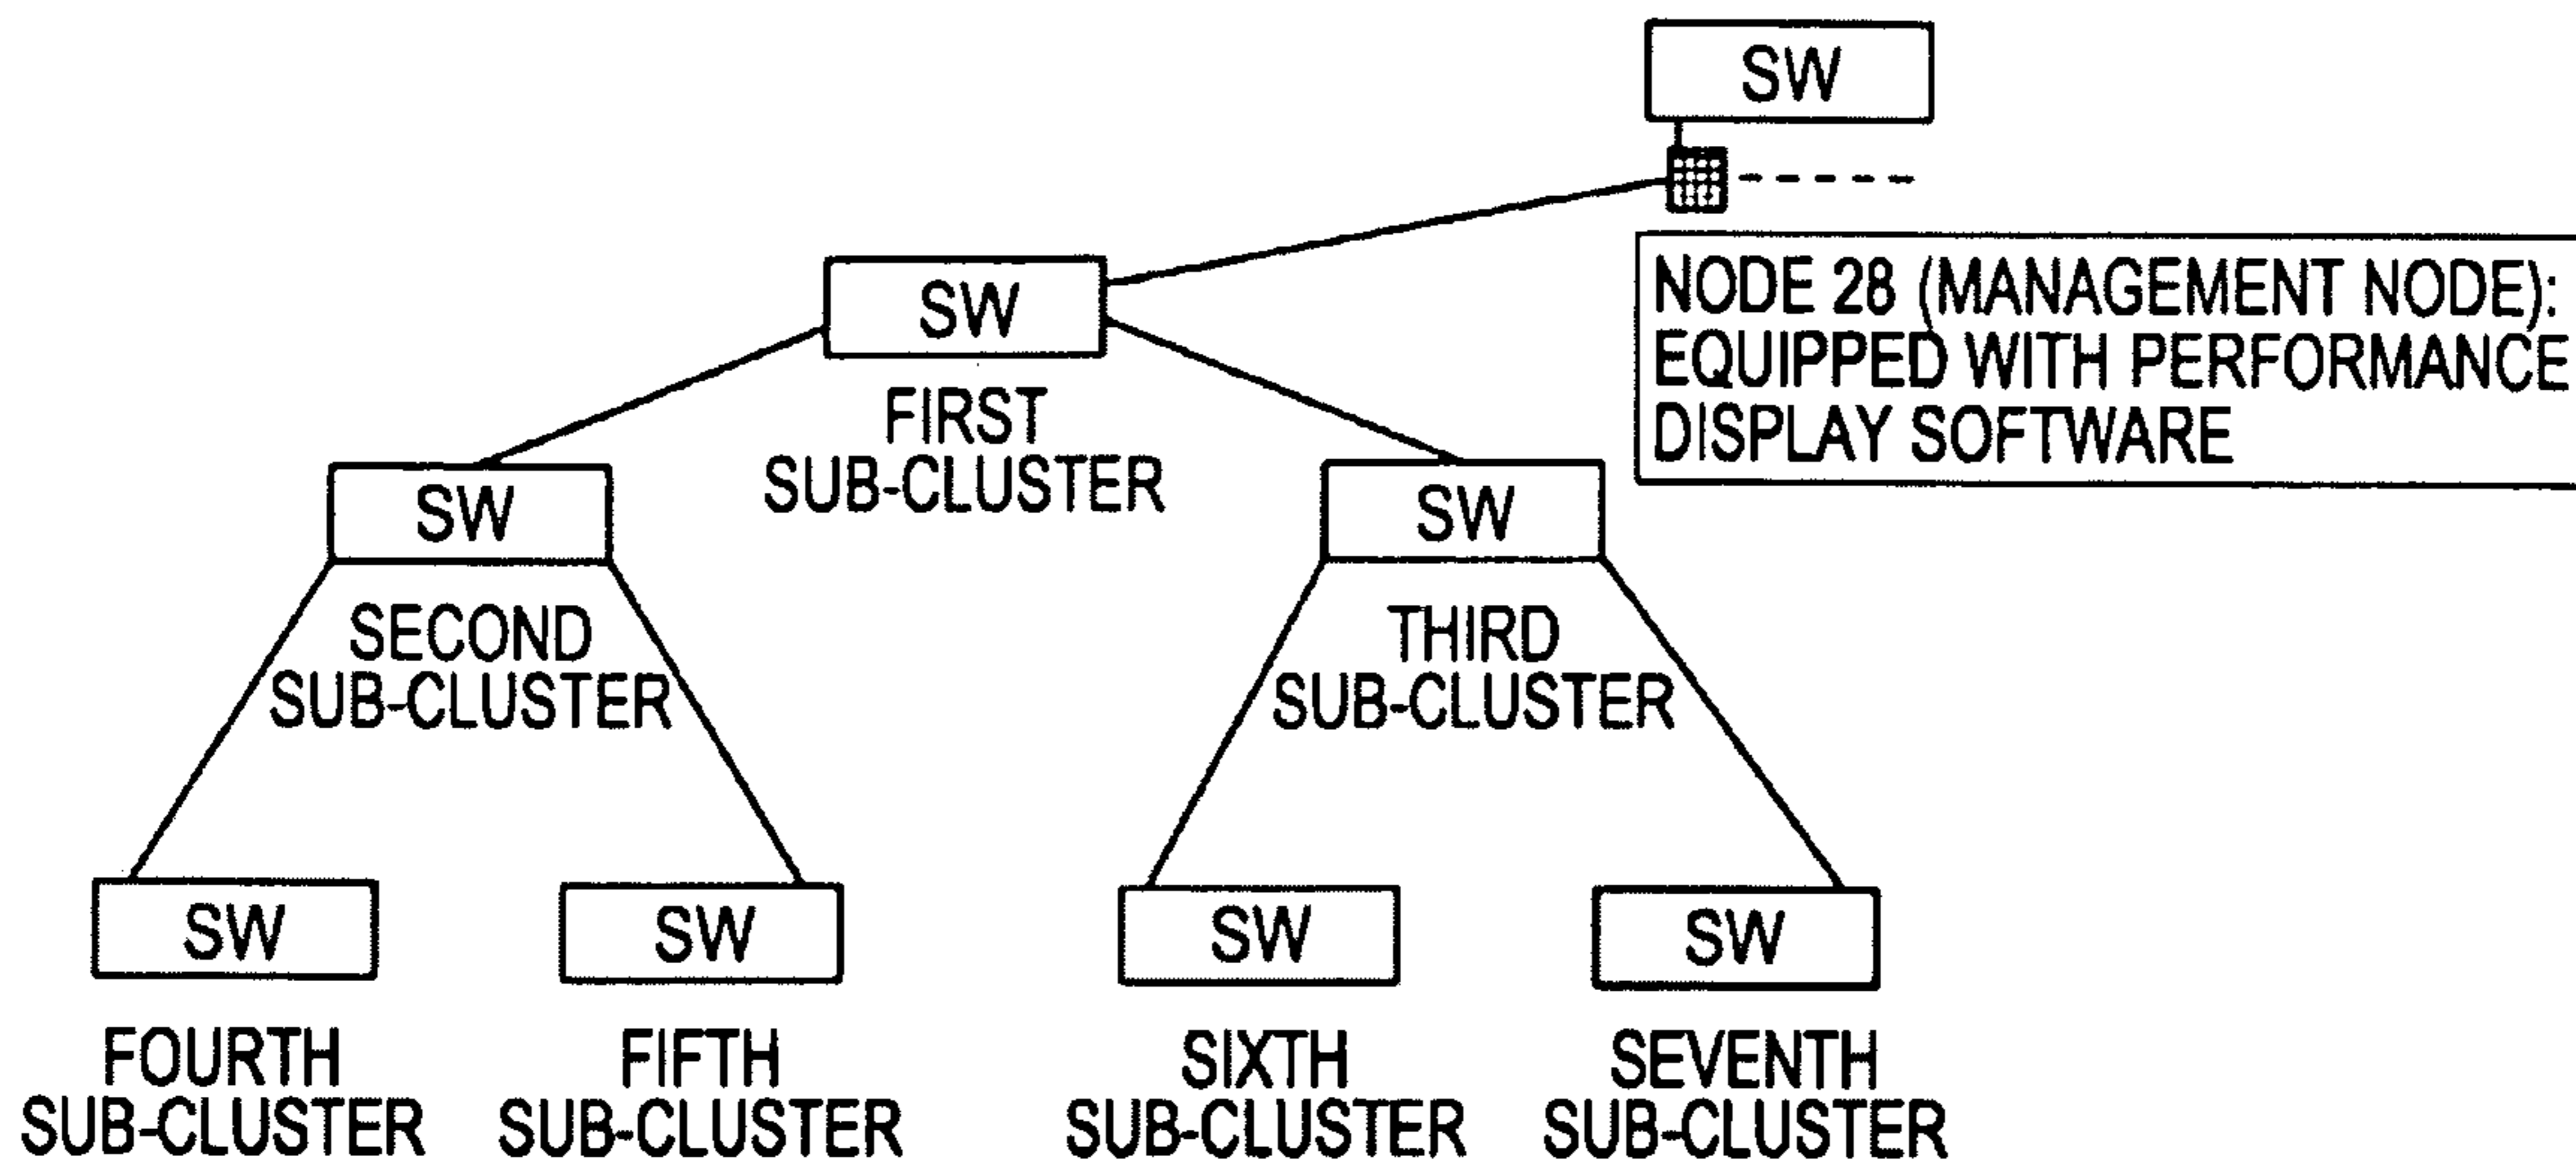 SW
NODE 28 (MANAGEMENT NODE):
EQUIPPED WITH PERFORMANCE
DISPLAY SOFTWARE
SW
FIRST
SUB-CLUSTER
SW
SECOND
SUB-CLUSTER
SW
THIRD
SUB-CLUSTER
SW
FOURTH
SUB-CLUSTER
SW
FIFTH
SUB-CLUSTER
SW
SIXTH
SUB-CLUSTER
SW
SEVENTH
SUB-CLUSTER